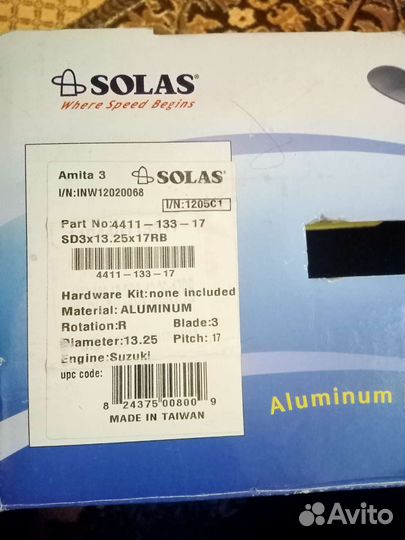 SOLAS®
Where Speed Begins
Amita 3 SOLAS®
I/N:INW12020068
I/N:1205C1
Part No:4411-133-17
SD3x13.25x17RB
4411-133-17
Hardware Kit:none included
Material: ALUMINUM
Rotation:R Blade:3
Diameter:13.25 Pitch: 17
Engine:Suzuki
upc code:
8 24375 00800 9
MADE IN TAIWAN
Aluminum
Avito